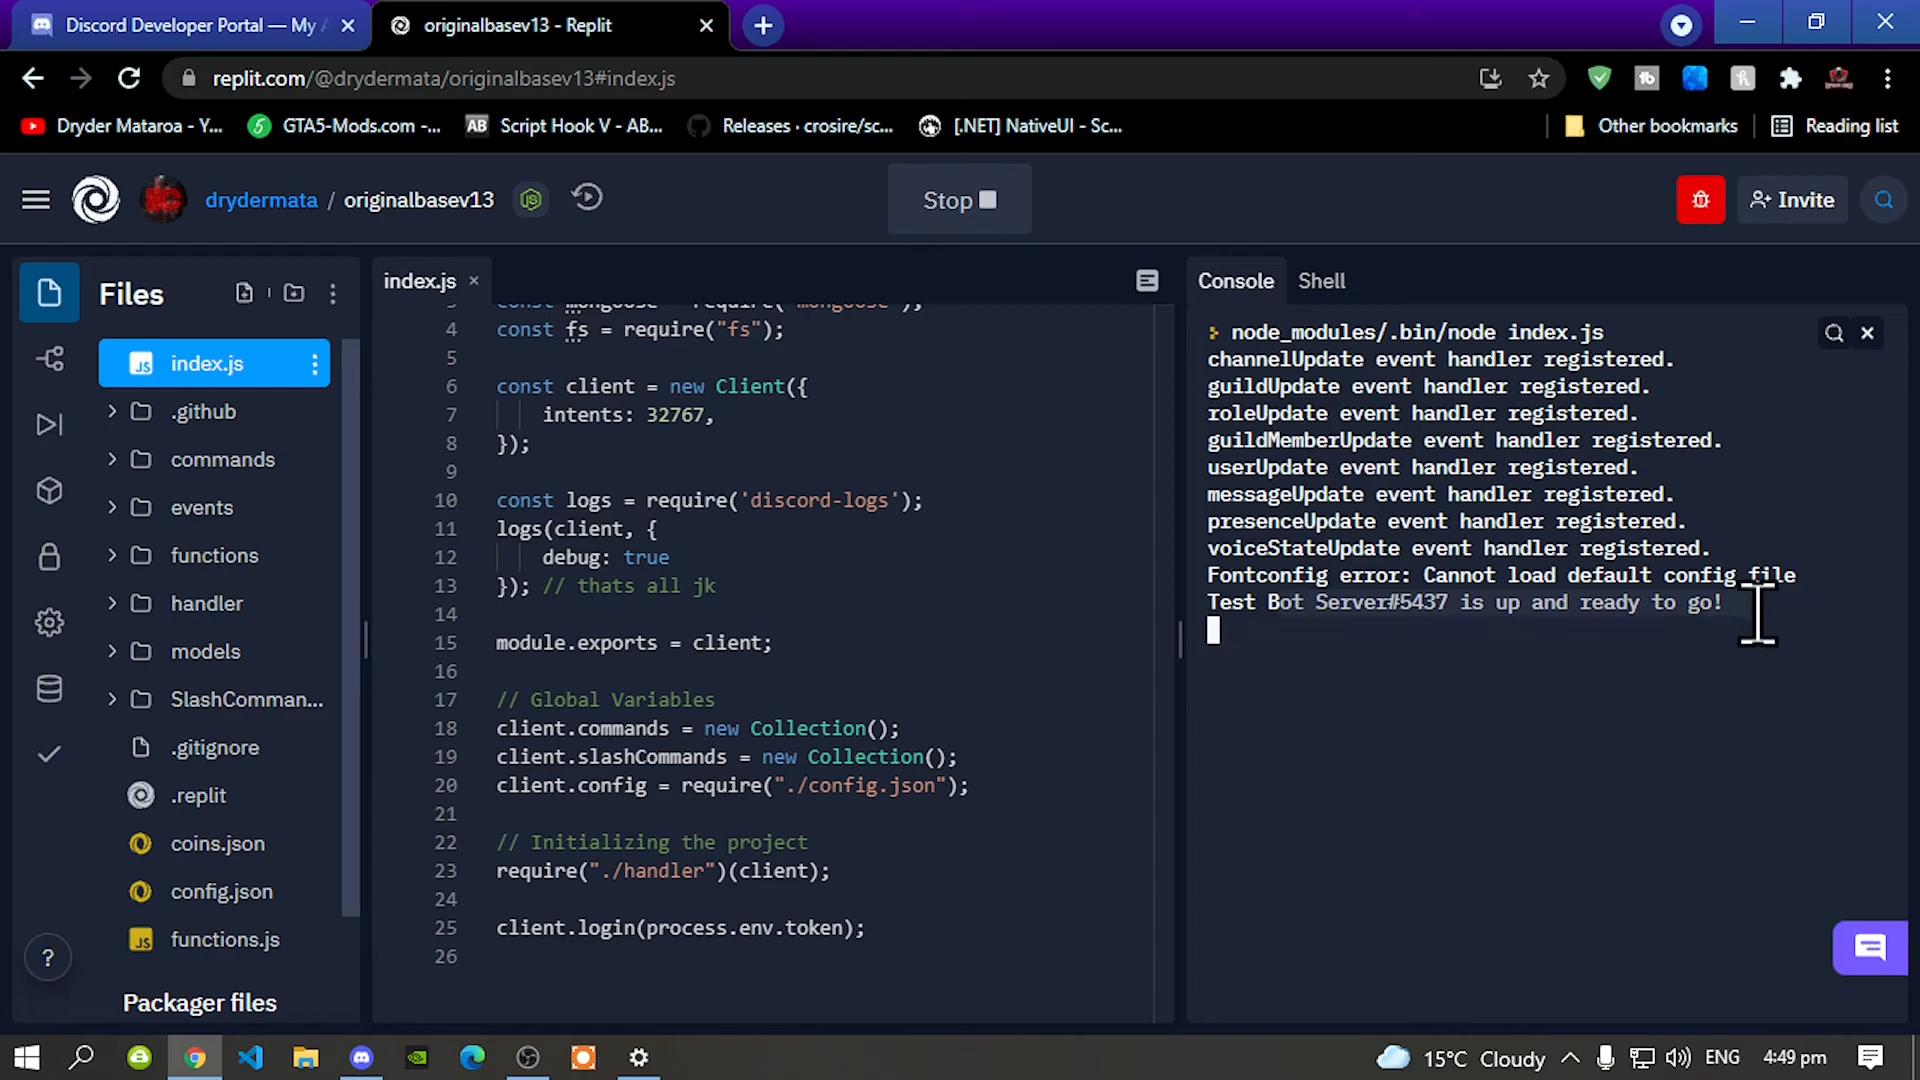 Discord Developer Portal — My A
originalbasev13 - Replit
replit.com/@drydermata/originalbasev13#index.js
Dryder Mataroa - Y...
GTA5-Mods.com -...
AB
Script Hook V - AB...
Releases · crosire/sc...
[.NET] NativeUI - Sc...
Other bookmarks
Reading list
drydermata / originalbasev13
Stop
Invite
Files
index.js
.github
commands
events
functions
handler
models
SlashComman...
.gitignore
.replit
coins.json
config.json
functions.js
Packager files
index.js
const mongoose = require("mongoose");
4 const fs = require("fs");
5
6 const client = new Client({
7 intents: 32767,
8 });
9
10 const logs = require('discord-logs');
11 logs(client, {
12 debug: true
13 }); // thats all jk
14
15 module.exports = client;
16
17 // Global Variables
18 client.commands = new Collection();
19 client.slashCommands = new Collection();
20 client.config = require("./config.json");
21
22 // Initializing the project
23 require("./handler")(client);
24
25 client.login(process.env.token);
26
Console
Shell
node_modules/.bin/node index.js
channelUpdate event handler registered.
guildUpdate event handler registered.
roleUpdate event handler registered.
guildMemberUpdate event handler registered.
userUpdate event handler registered.
messageUpdate event handler registered.
presenceUpdate event handler registered.
voiceStateUpdate event handler registered.
Fontconfig error: Cannot load default config file
Test Bot Server#5437 is up and ready to go!
?
15°C Cloudy
ENG
4:49 pm